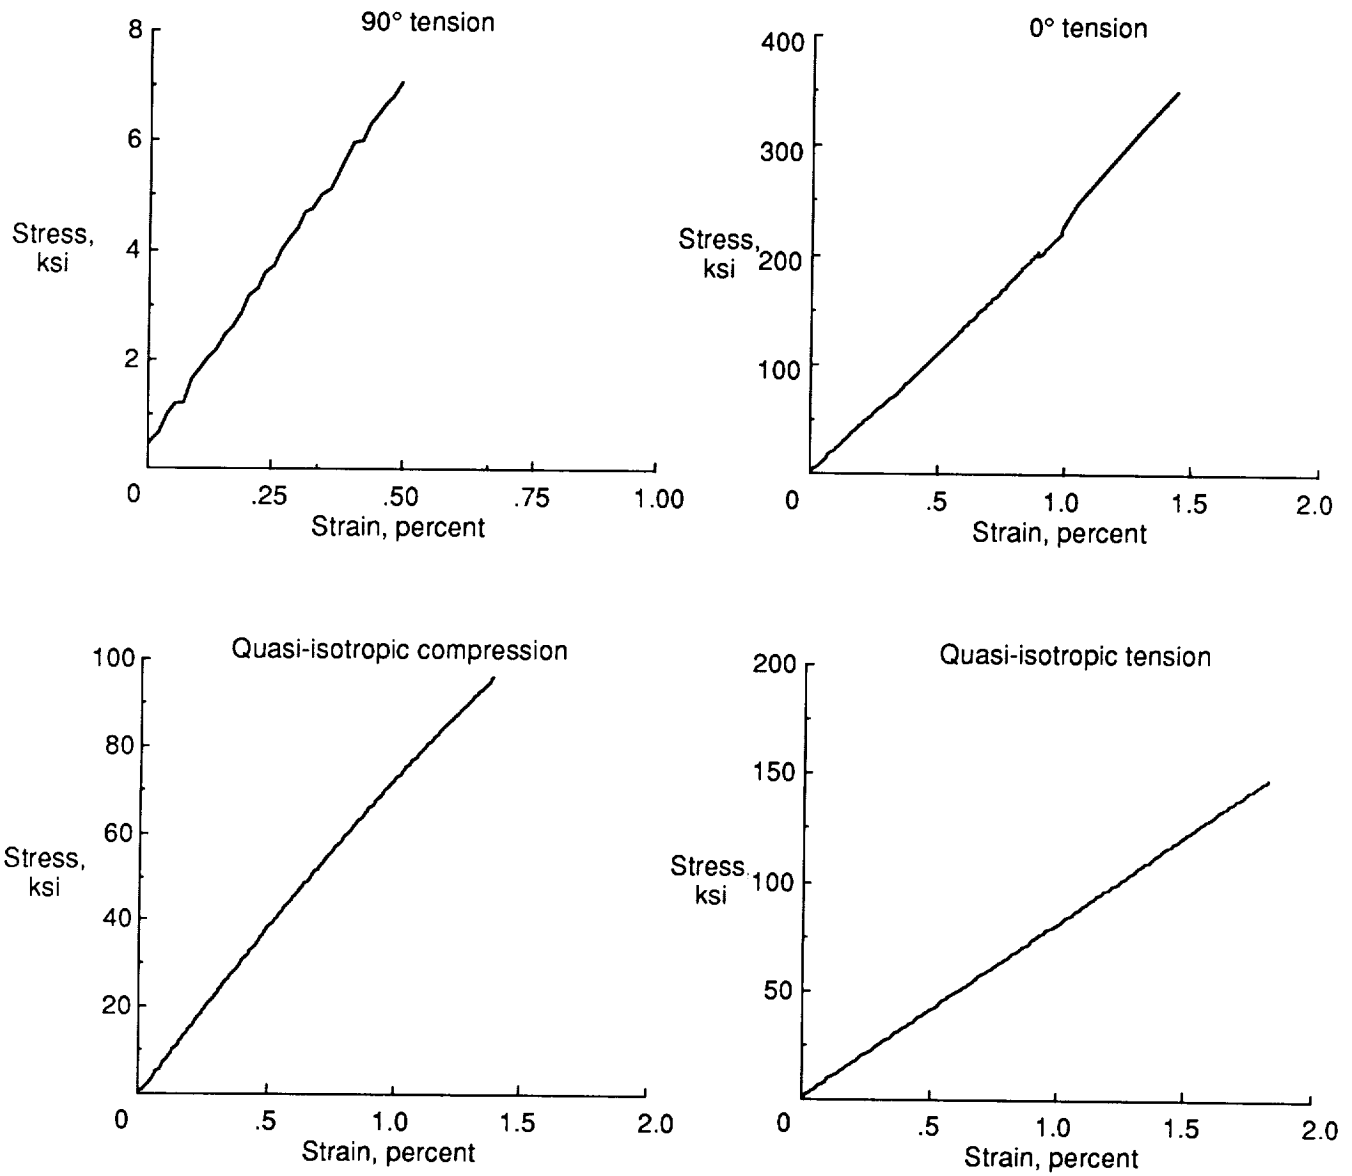 90° tension
8
6
4
2
Stress,
ksi
0
.25
.50
.75
1.00
Strain, percent
0° tension
400
300
200
100
Stress,
ksi
0
.5
1.0
1.5
2.0
Strain, percent
Quasi-isotropic compression
100
80
60
40
20
Stress,
ksi
0
.5
1.0
1.5
2.0
Strain, percent
Quasi-isotropic tension
200
150
100
50
Stress,
ksi
0
.5
1.0
1.5
2.0
Strain, percent